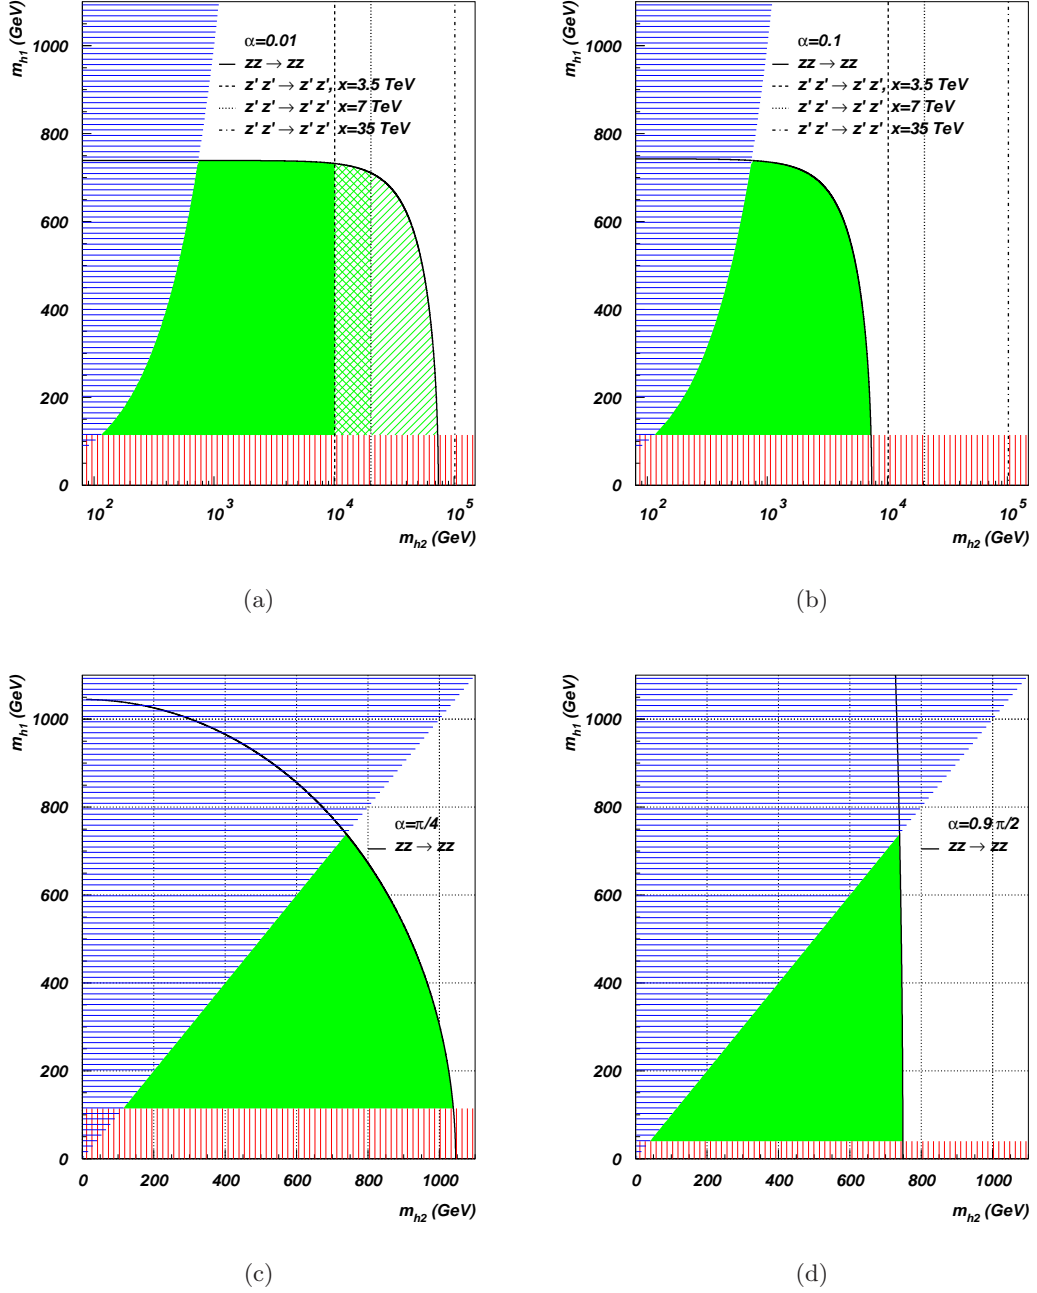 m_h1 (GeV)
1000
800
600
400
200
0
α=0.01
zz → zz
z' z' → z' z', x=3.5 TeV
z' z' → z' z' x=7 TeV
z' z' → z' z' x=35 TeV
10^2
10^3
10^4
10^5
m_h2 (GeV)
(a)
m_h1 (GeV)
1000
800
600
400
200
0
α=0.1
zz → zz
z' z' → z' z', x=3.5 TeV
z' z' → z' z' x=7 TeV
z' z' → z' z' x=35 TeV
10^2
10^3
10^4
10^5
m_h2 (GeV)
(b)
m_h1 (GeV)
1000
800
600
400
200
0
α=π/4
zz → zz
0 200 400 600 800 1000
m_h2 (GeV)
(c)
m_h1 (GeV)
1000
800
600
400
200
0
α=0.9 π/2
zz → zz
0 200 400 600 800 1000
m_h2 (GeV)
(d)